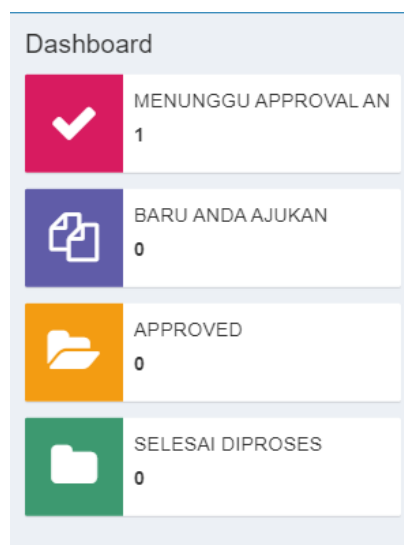 Dashboard
MENUNGGU APPROVAL AN
1
BARU ANDA AJUKAN
0
APPROVED
0
SELESAI DIPROSES
0